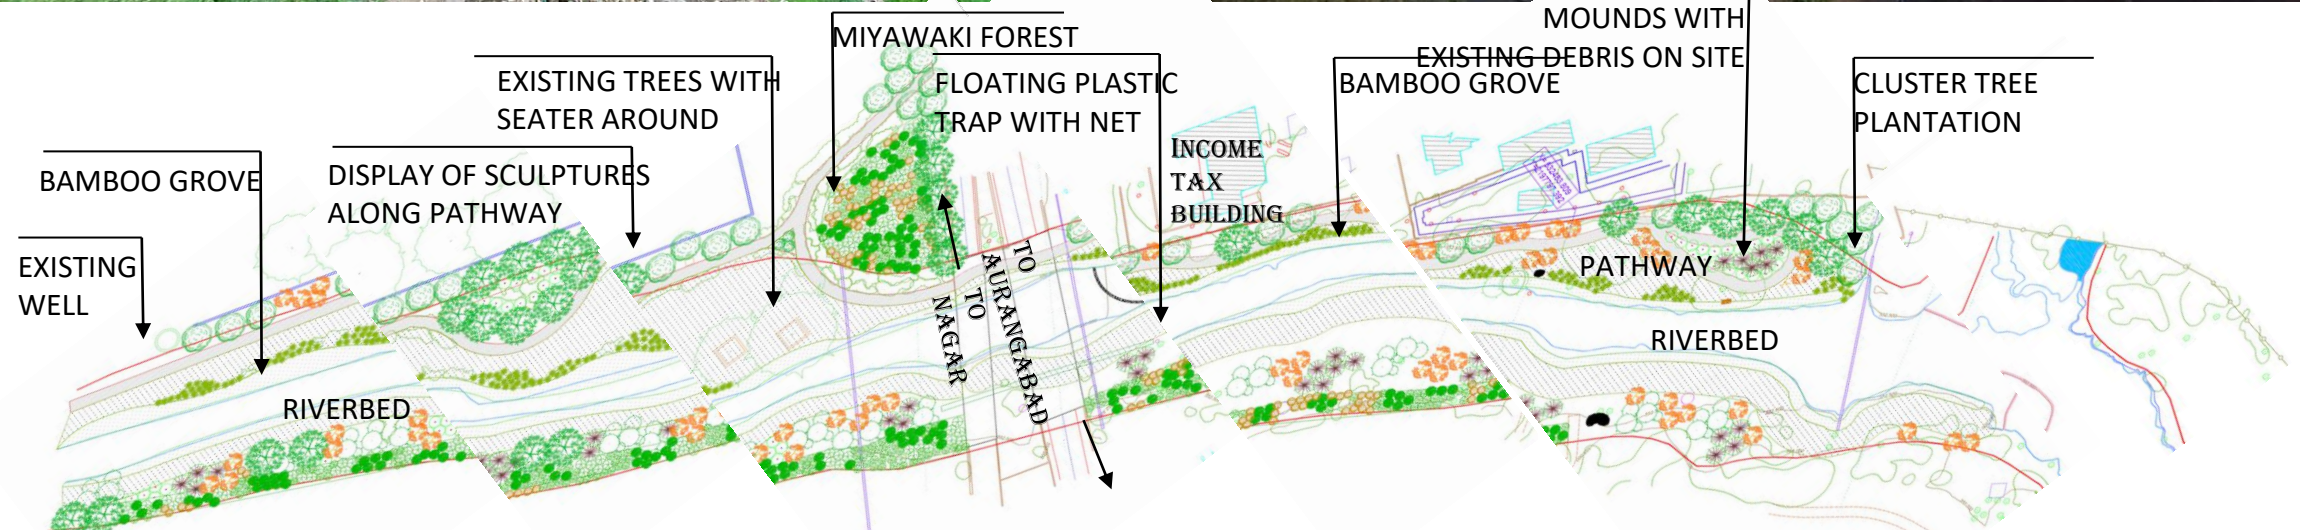 MIYAWAKI FOREST
MOUNDS WITH
EXISTING DEBRIS ON SITE
EXISTING TREES WITH
SEATER AROUND
FLOATING PLASTIC
TRAP WITH NET
BAMBOO GROVE
CLUSTER TREE
PLANTATION
BAMBOO GROVE
DISPLAY OF SCULPTURES
ALONG PATHWAY
INCOME
TAX
BUILDING
EXISTING
WELL
TO
AURANGABAD
TO
NAGAR
PATHWAY
RIVERBED
RIVERBED